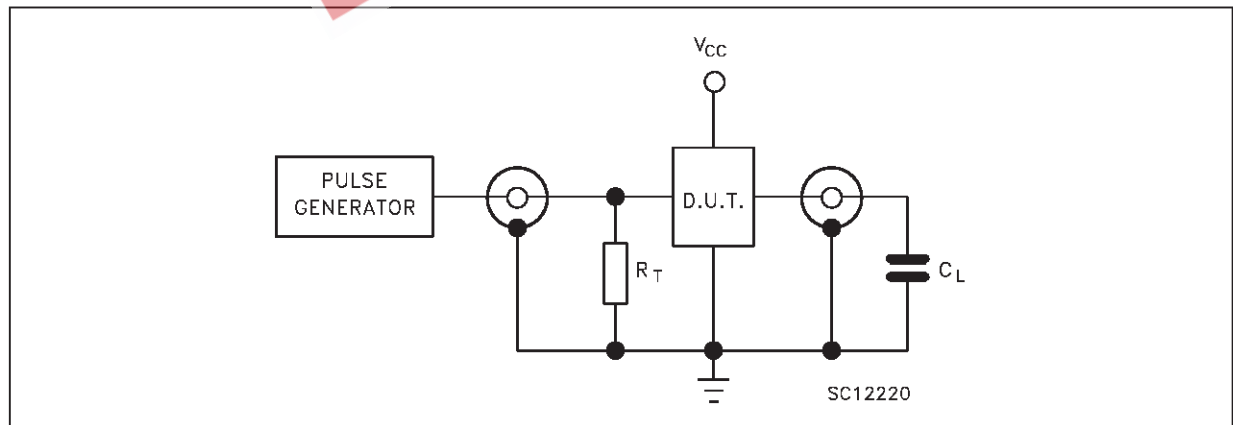 VCC
PULSE
GENERATOR
D.U.T.
RT
CL
SC12220